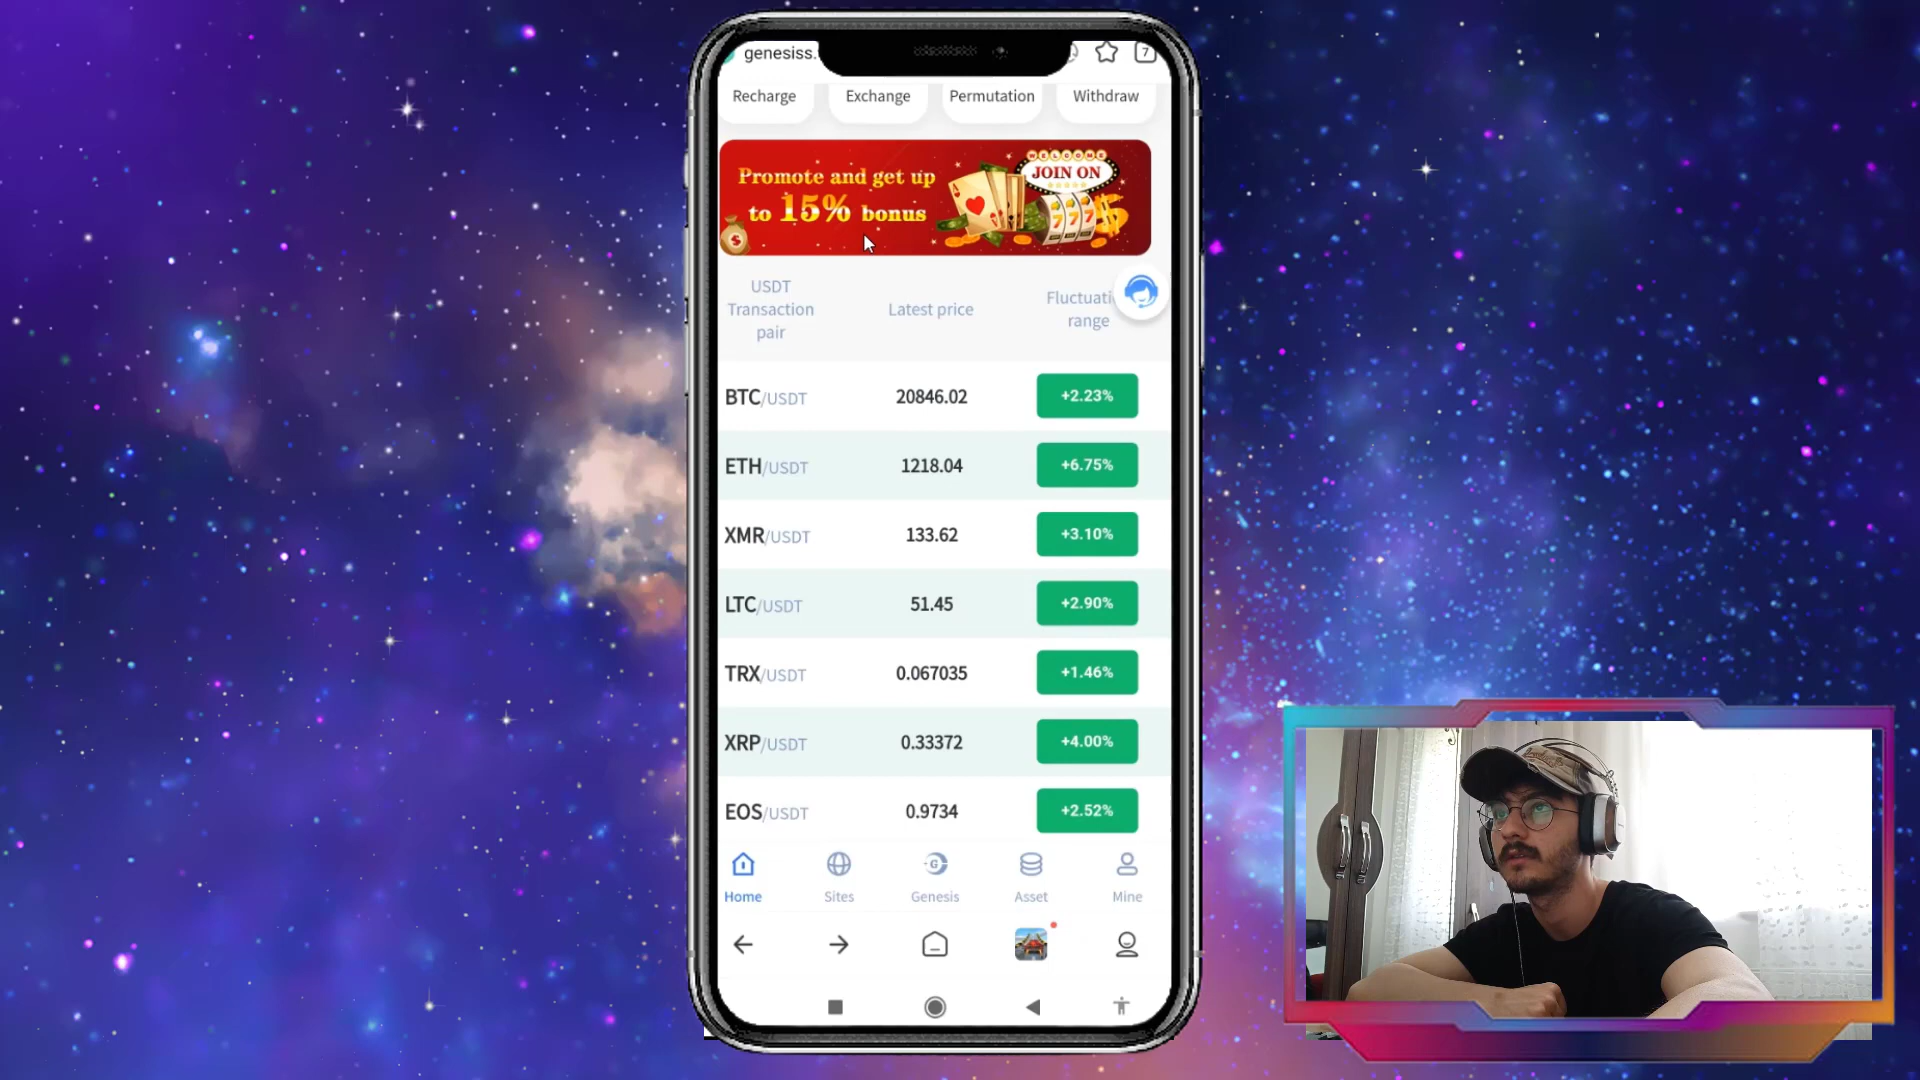 genesiss.
7
Recharge Exchange Permutation Withdraw
Promote and get up
to 15% bonus
WELCOME
JOIN ON
777
USDT
Transaction
pair
Latest price
Fluctuati
range
BTC/USDT 20846.02 +2.23%
ETH/USDT 1218.04 +6.75%
XMR/USDT 133.62 +3.10%
LTC/USDT 51.45 +2.90%
TRX/USDT 0.067035 +1.46%
XRP/USDT 0.33372 +4.00%
EOS/USDT 0.9734 +2.52%
G
Home Sites Genesis Asset Mine